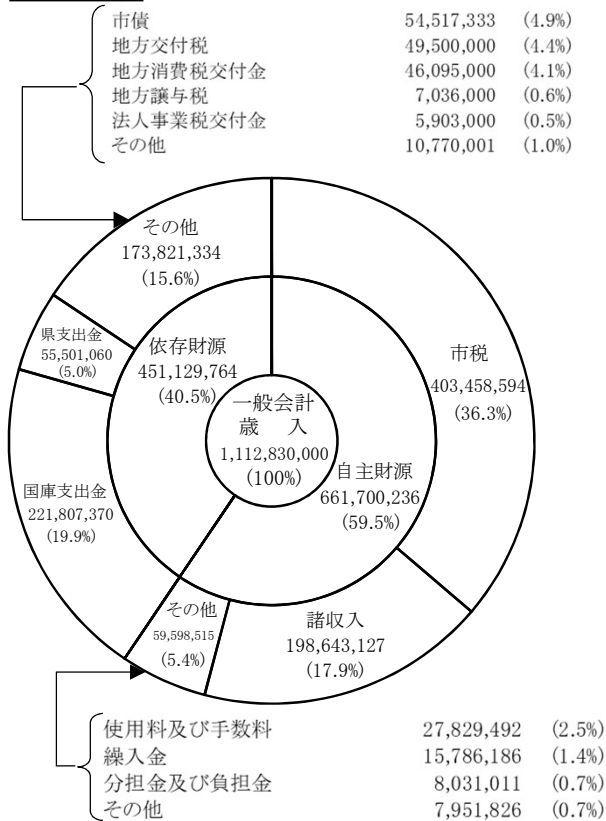 市債 54,517,333 (4.9%)
地方交付税 49,500,000 (4.4%)
地方消費税交付金 46,095,000 (4.1%)
地方譲与税 7,036,000 (0.6%)
法人事業税交付金 5,903,000 (0.5%)
その他 10,770,001 (1.0%)
その他
173,821,334
(15.6%)
県支出金
55,501,060
(5.0%)
依存財源
451,129,764
(40.5%)
市税
403,458,594
(36.3%)
一般会計
歳 入
1,112,830,000
(100%)
自主財源
661,700,236
(59.5%)
国庫支出金
221,807,370
(19.9%)
その他
59,598,515
(5.4%)
諸収入
198,643,127
(17.9%)
使用料及び手数料 27,829,492 (2.5%)
繰入金 15,786,186 (1.4%)
分担金及び負担金 8,031,011 (0.7%)
その他 7,951,826 (0.7%)